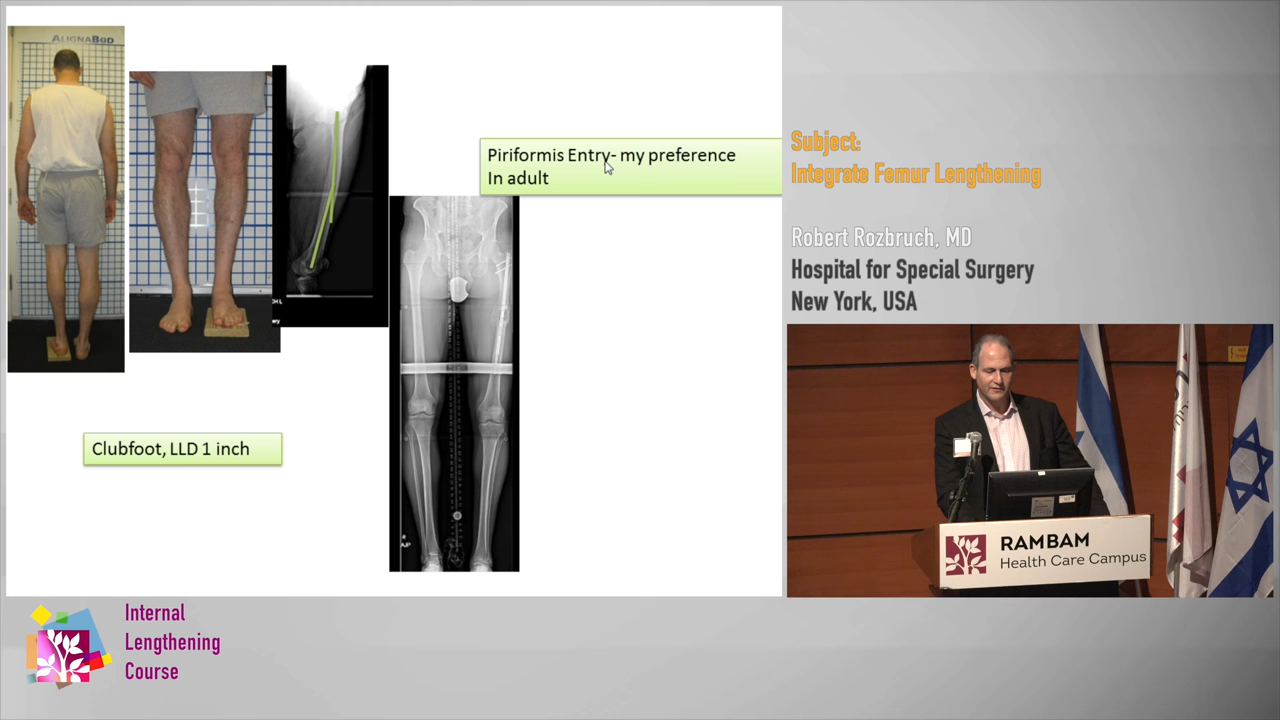 ALIGNABOD
Piriformis Entry- my preference
In adult
Clubfoot, LLD 1 inch
Subject:
Integrate Femur Lengthening
Robert Rozbruch, MD
Hospital for Special Surgery
New York, USA
RAMBAM
Health Care Campus
Internal
Lengthening
Course